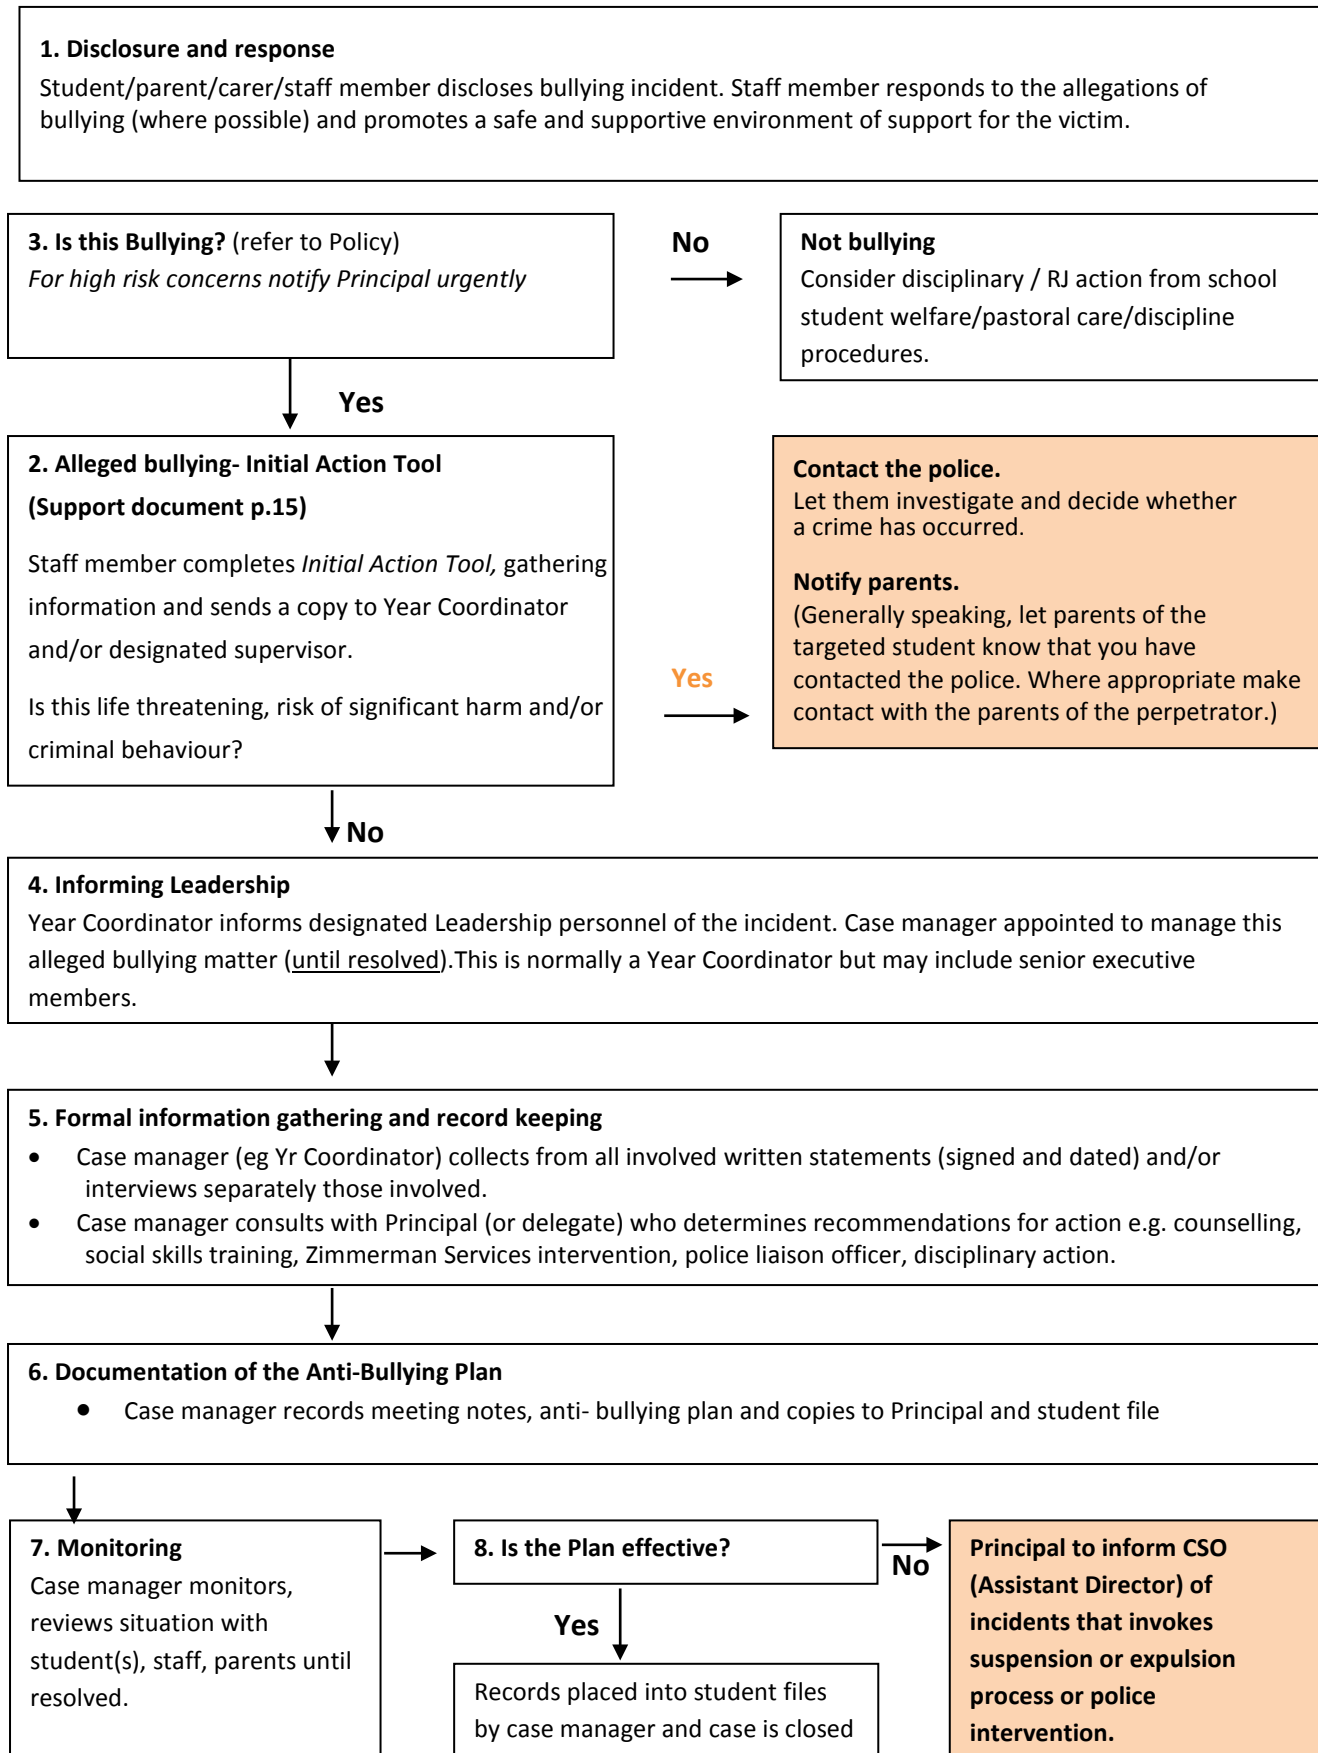 1. Disclosure and response
Student/parent/carer/staff member discloses bullying incident. Staff member responds to the allegations of
bullying (where possible) and promotes a safe and supportive environment of support for the victim.
3. Is this Bullying? (refer to Policy)
For high risk concerns notify Principal urgently
No
Not bullying
Consider disciplinary / RJ action from school
student welfare/pastoral care/discipline
procedures.
Yes
2. Alleged bullying- Initial Action Tool
(Support document p.15)
Staff member completes Initial Action Tool, gathering
information and sends a copy to Year Coordinator
and/or designated supervisor.
Is this life threatening, risk of significant harm and/or
criminal behaviour?
Yes
Contact the police.
Let them investigate and decide whether
a crime has occurred.
Notify parents.
(Generally speaking, let parents of the
targeted student know that you have
contacted the police. Where appropriate make
contact with the parents of the perpetrator.)
No
4. Informing Leadership
Year Coordinator informs designated Leadership personnel of the incident. Case manager appointed to manage this
alleged bullying matter (until resolved).This is normally a Year Coordinator but may include senior executive
members.
5. Formal information gathering and record keeping
• Case manager (eg Yr Coordinator) collects from all involved written statements (signed and dated) and/or
interviews separately those involved.
• Case manager consults with Principal (or delegate) who determines recommendations for action e.g. counselling,
social skills training, Zimmerman Services intervention, police liaison officer, disciplinary action.
6. Documentation of the Anti-Bullying Plan
• Case manager records meeting notes, anti- bullying plan and copies to Principal and student file
7. Monitoring
Case manager monitors,
reviews situation with
student(s), staff, parents until
resolved.
8. Is the Plan effective?
No
Yes
Records placed into student files
by case manager and case is closed
Principal to inform CSO
(Assistant Director) of
incidents that invokes
suspension or expulsion
process or police
intervention.